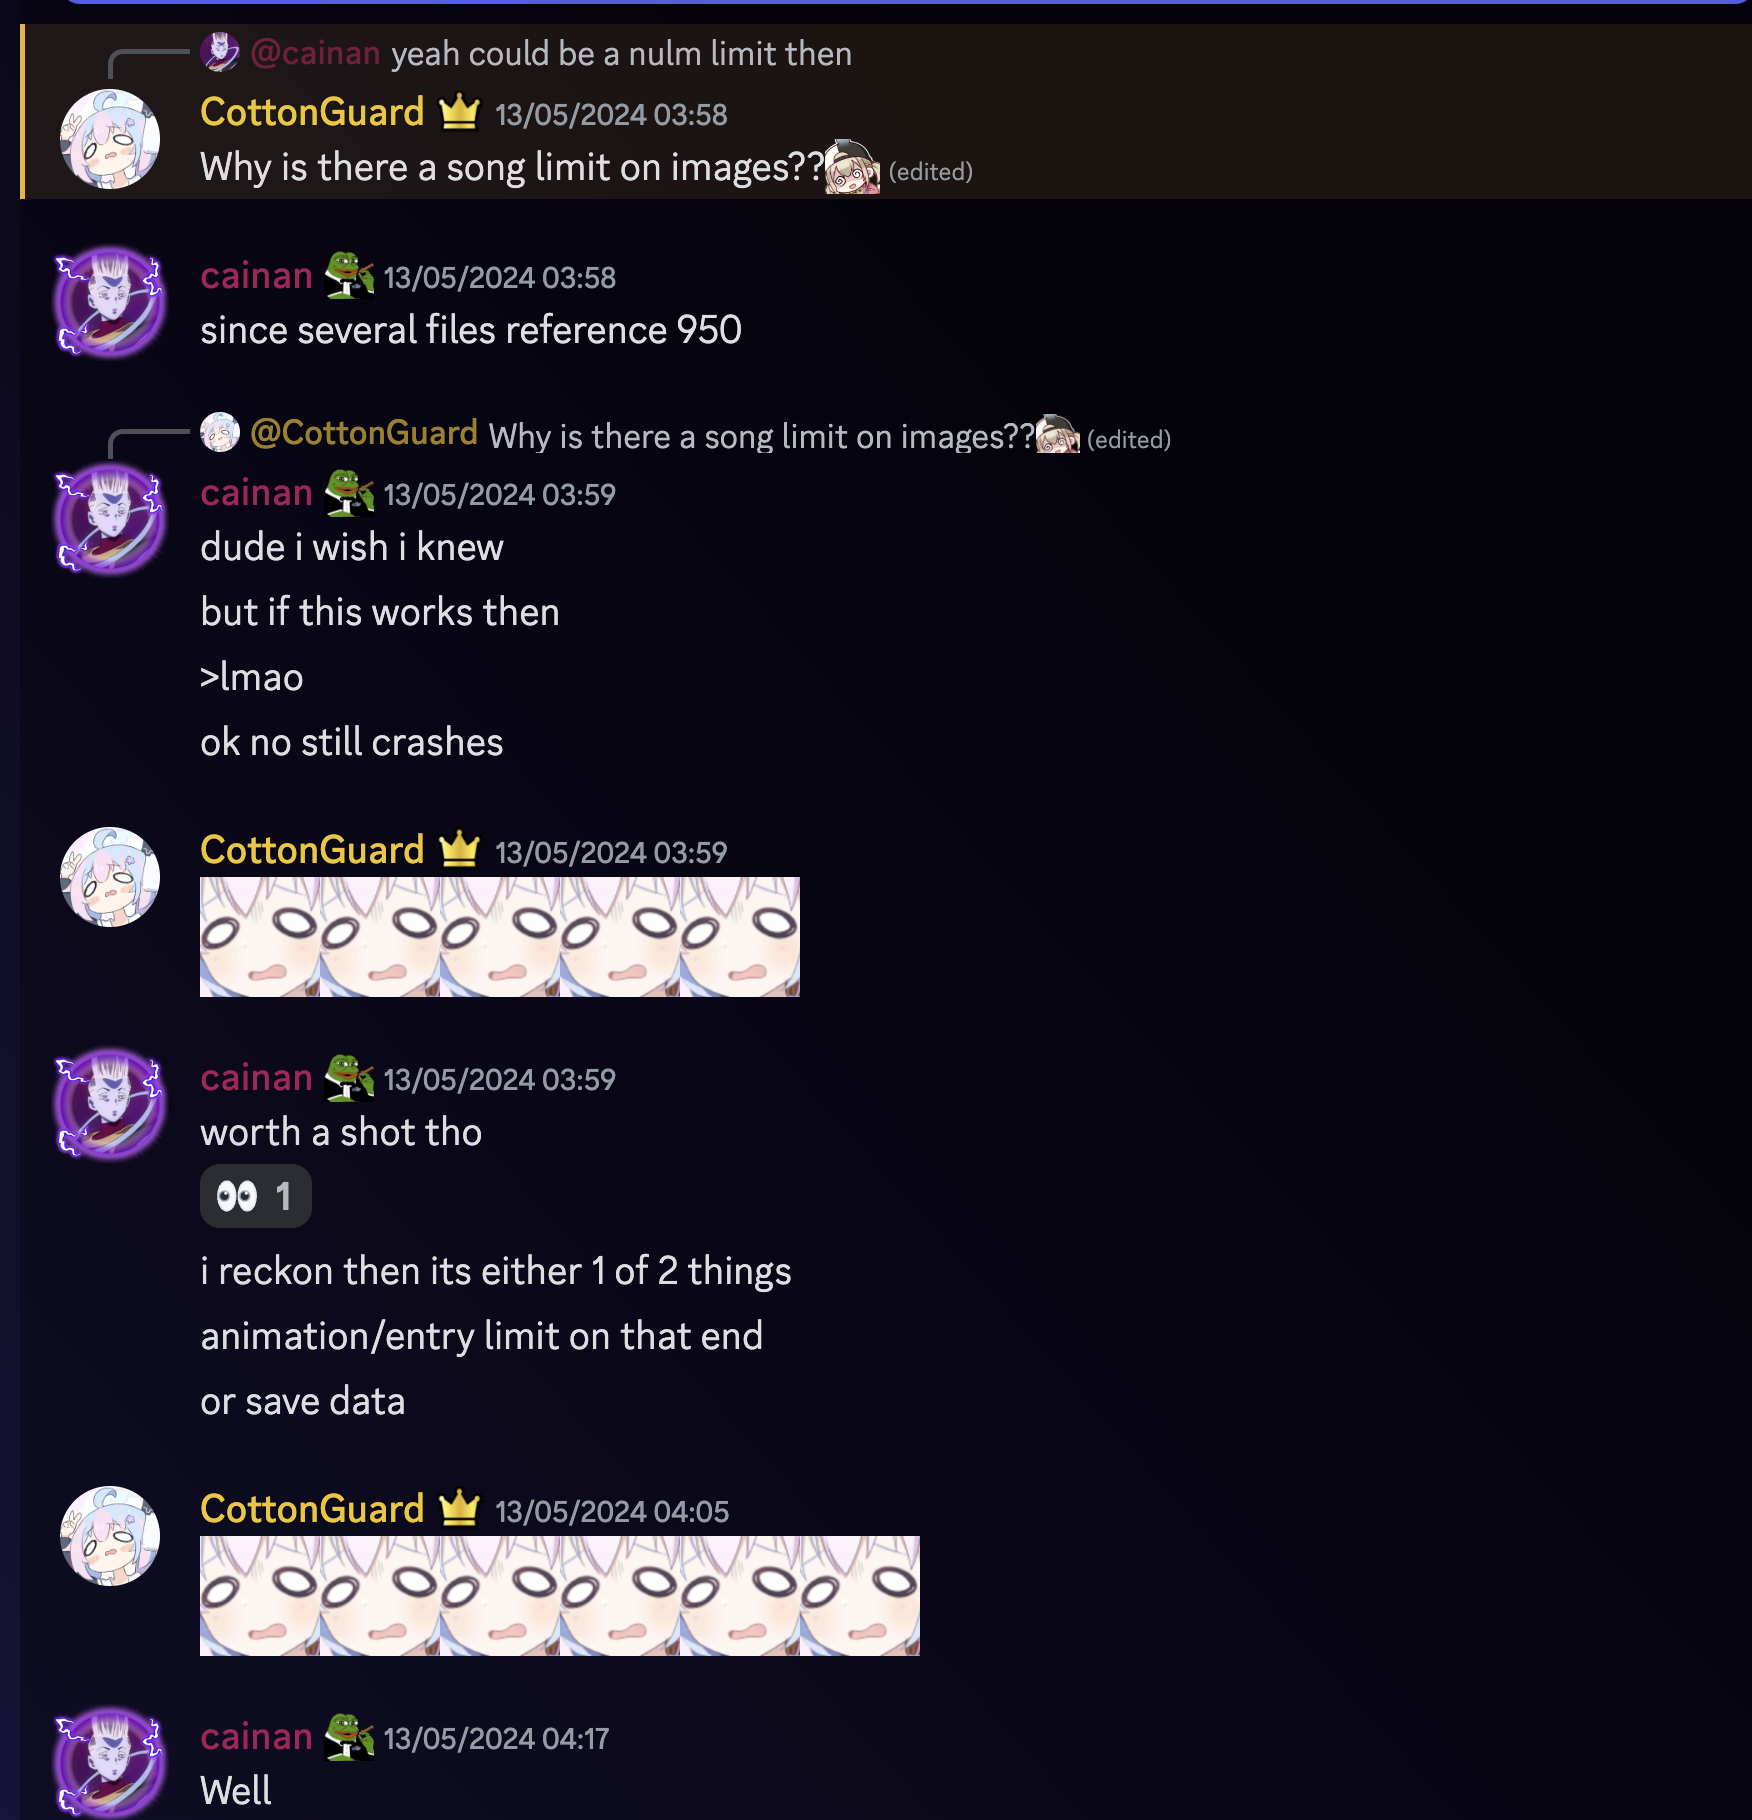 @cainan yeah could be a nulm limit then
CottonGuard 13/05/2024 03:58
Why is there a song limit on images?? (edited)
cainan 13/05/2024 03:58
since several files reference 950
@CottonGuard Why is there a song limit on images?? (edited)
cainan 13/05/2024 03:59
dude i wish i knew
but if this works then
>lmao
ok no still crashes
CottonGuard 13/05/2024 03:59
cainan 13/05/2024 03:59
worth a shot tho
1
i reckon then its either 1 of 2 things
animation/entry limit on that end
or save data
CottonGuard 13/05/2024 04:05
cainan 13/05/2024 04:17
Well